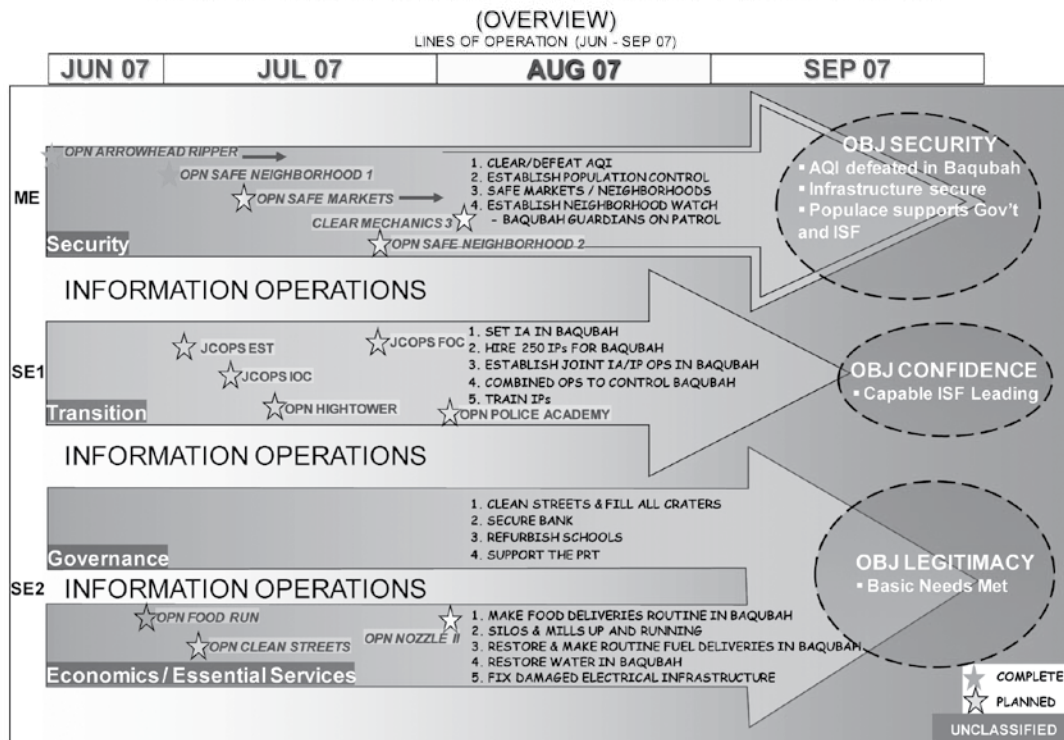 (OVERVIEW)
LINES OF OPERATION (JUN - SEP 07)
JUN 07
JUL 07
AUG 07
SEP 07
ME
OPN ARROWHEAD RIPPER
OPN SAFE NEIGHBORHOOD 1
OPN SAFE MARKETS
CLEAR MECHANICS 3
OPN SAFE NEIGHBORHOOD 2
Security
1. CLEAR/DEFEAT AQI
2. ESTABLISH POPULATION CONTROL
3. SAFE MARKETS / NEIGHBORHOODS
4. ESTABLISH NEIGHBORHOOD WATCH
- BAQUBAH GUARDIANS ON PATROL
OBJ SECURITY
▪ AQI defeated in Baqubah
▪ Infrastructure secure
▪ Populace supports Gov't
and ISF
INFORMATION OPERATIONS
SE1
JCOPS EST
JCOPS IOC
OPN HIGHTOWER
JCOPS FOC
OPN POLICE ACADEMY
Transition
1. SET IA IN BAQUBAH
2. HIRE 250 IPs FOR BAQUBAH
3. ESTABLISH JOINT IA/IP OPS IN BAQUBAH
4. COMBINED OPS TO CONTROL BAQUBAH
5. TRAIN IPs
OBJ CONFIDENCE
▪ Capable ISF Leading
INFORMATION OPERATIONS
Governance
1. CLEAN STREETS & FILL ALL CRATERS
2. SECURE BANK
3. REFURBISH SCHOOLS
4. SUPPORT THE PRT
SE2
INFORMATION OPERATIONS
OBJ LEGITIMACY
▪ Basic Needs Met
OPN FOOD RUN
OPN CLEAN STREETS
OPN NOZZLE II
Economics / Essential Services
1. MAKE FOOD DELIVERIES ROUTINE IN BAQUBAH
2. SILOS & MILLS UP AND RUNNING
3. RESTORE & MAKE ROUTINE FUEL DELIVERIES IN BAQUBAH
4. RESTORE WATER IN BAQUBAH
5. FIX DAMAGED ELECTRICAL INFRASTRUCTURE
COMPLETE
PLANNED
UNCLASSIFIED